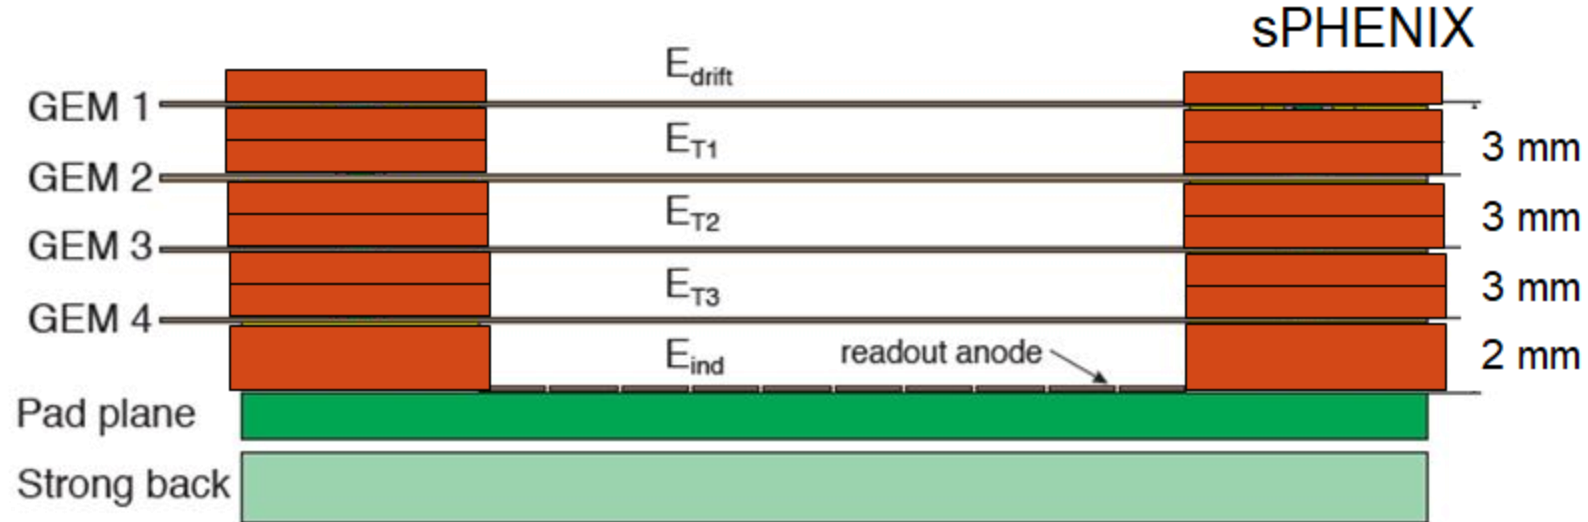 sPHENIX
E_drift
GEM 1
E_T1
3 mm
GEM 2
E_T2
3 mm
GEM 3
E_T3
3 mm
GEM 4
E_ind
readout anode
2 mm
Pad plane
Strong back